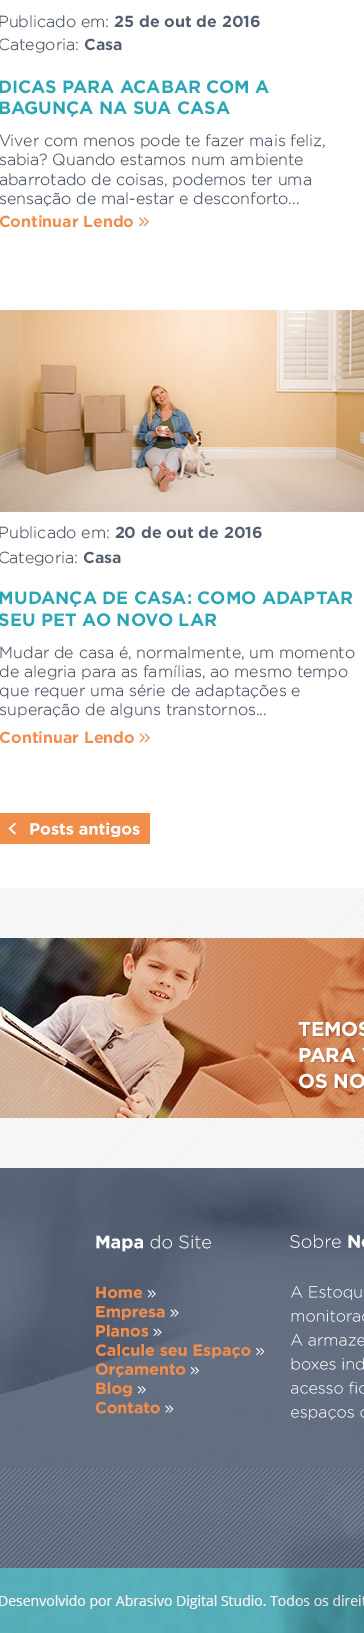 Publicado em: 25 de out de 2016
Categoria: Casa
DICAS PARA ACABAR COM A
BAGUNÇA NA SUA CASA
Viver com menos pode te fazer mais feliz,
sabia? Quando estamos num ambiente
abarrotado de coisas, podemos ter uma
sensação de mal-estar e desconforto...
Continuar Lendo »
Publicado em: 20 de out de 2016
Categoria: Casa
MUDANÇA DE CASA: COMO ADAPTAR
SEU PET AO NOVO LAR
Mudar de casa é, normalmente, um momento
de alegria para as famílias, ao mesmo tempo
que requer uma série de adaptações e
superação de alguns transtornos...
Continuar Lendo »
Posts antigos
TEMOS
PARA
OS NO
Mapa do Site
Home »
Empresa »
Planos »
Calcule seu Espaço »
Orçamento »
Blog »
Contato »
Sobre
A Estoqu
monitora
A armaze
boxes ind
acesso
espaços
Desenvolvido por Abrasivo Digital Studio. Todos os direit